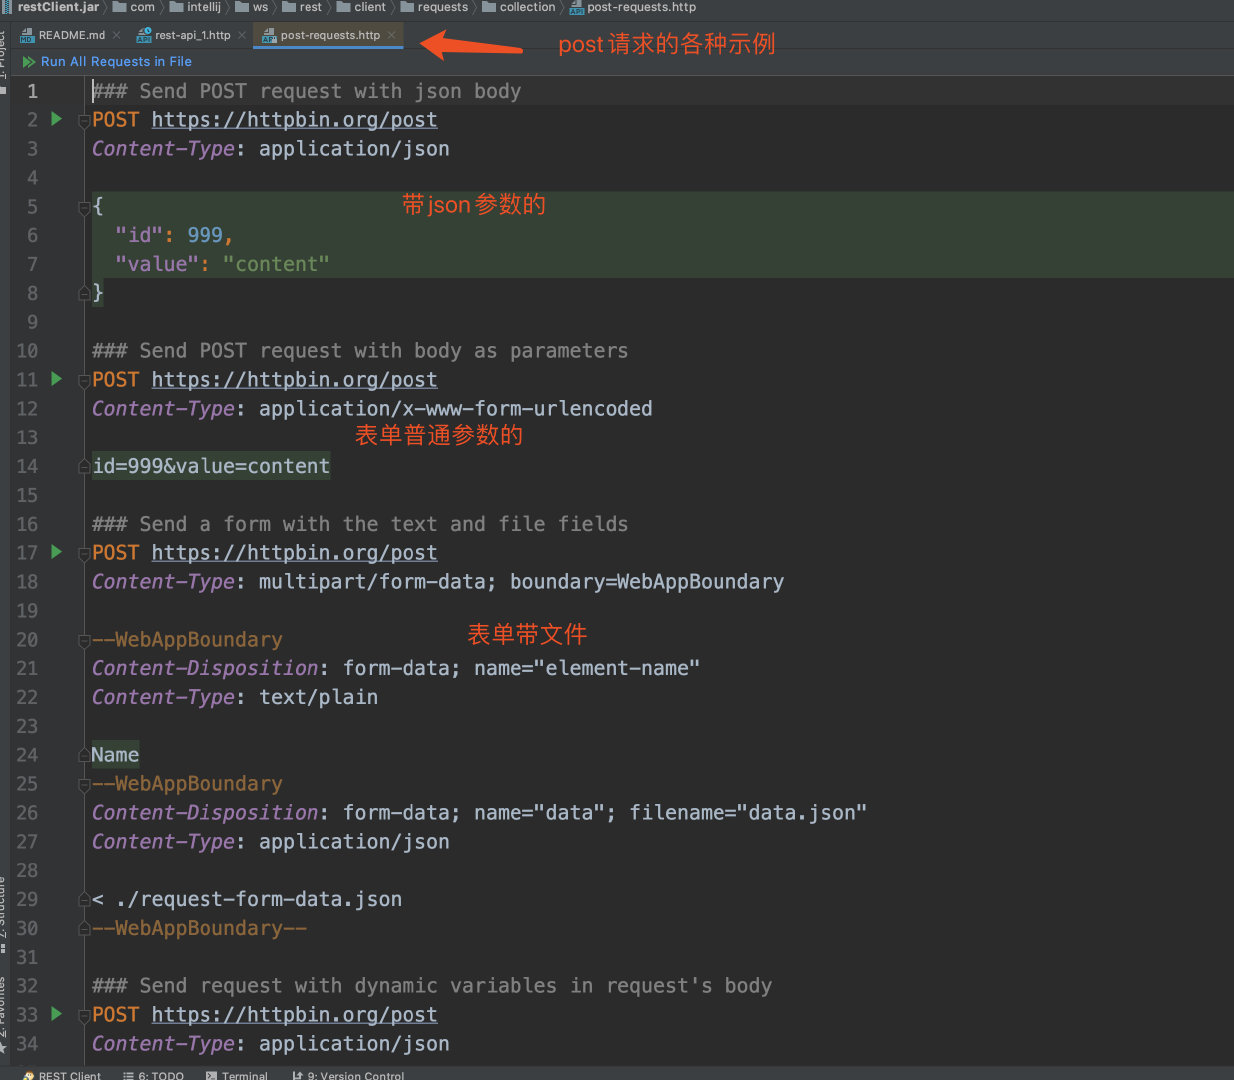 restClient.jar com intellij ws rest client requests collection post-requests.http
README.md rest-api_1.http post-requests.http
post请求的各种示例
Run All Requests in File
1 ### Send POST request with json body
2 POST https://httpbin.org/post
3 Content-Type: application/json
4
5 {
带json参数的
6 "id": 999,
7 "value": "content"
8 }
9
10 ### Send POST request with body as parameters
11 POST https://httpbin.org/post
12 Content-Type: application/x-www-form-urlencoded
13
表单普通参数的
14 id=999&value=content
15
16 ### Send a form with the text and file fields
17 POST https://httpbin.org/post
18 Content-Type: multipart/form-data; boundary=WebAppBoundary
19
20 --WebAppBoundary
表单带文件
21 Content-Disposition: form-data; name="element-name"
22 Content-Type: text/plain
23
24 Name
25 --WebAppBoundary
26 Content-Disposition: form-data; name="data"; filename="data.json"
27 Content-Type: application/json
28
29 < ./request-form-data.json
30 --WebAppBoundary--
31
32 ### Send request with dynamic variables in request's body
33 POST https://httpbin.org/post
34 Content-Type: application/json
1: Project
7: Structure
2: Favorites
REST Client 6: TODO Terminal 9: Version Control